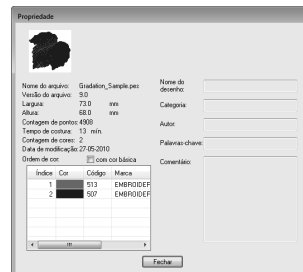 Propriedade
Nome do arquivo: Gradation_Sample.pes
Versão do arquivo: 9.0
Largura: 73.0 mm
Altura: 68.0 mm
Contagem de pontos: 4908
Tempo de costura: 13 mín.
Contagem de cores: 2
Data de modificação: 27-05-2010
Ordem de cor: com cor básica
Índice Cor Código Marca
1 513 EMBROIDEF
2 507 EMBROIDEF
Nome do
desenho:
Categoria:
Autor:
Palavras-chave:
Comentário:
Fechar